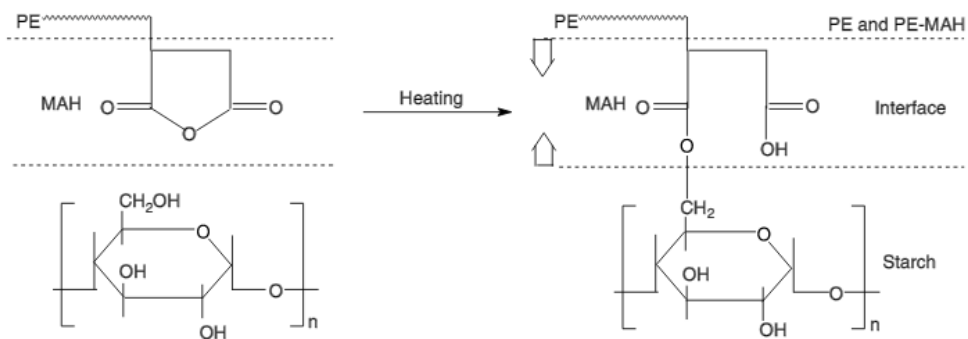 PE
PE
PE and PE-MAH
MAH
O
O
O
Heating
MAH
O
O
Interface
O
OH
CH₂OH
O
OH
OH
O
n
CH₂
O
OH
OH
O
n
Starch